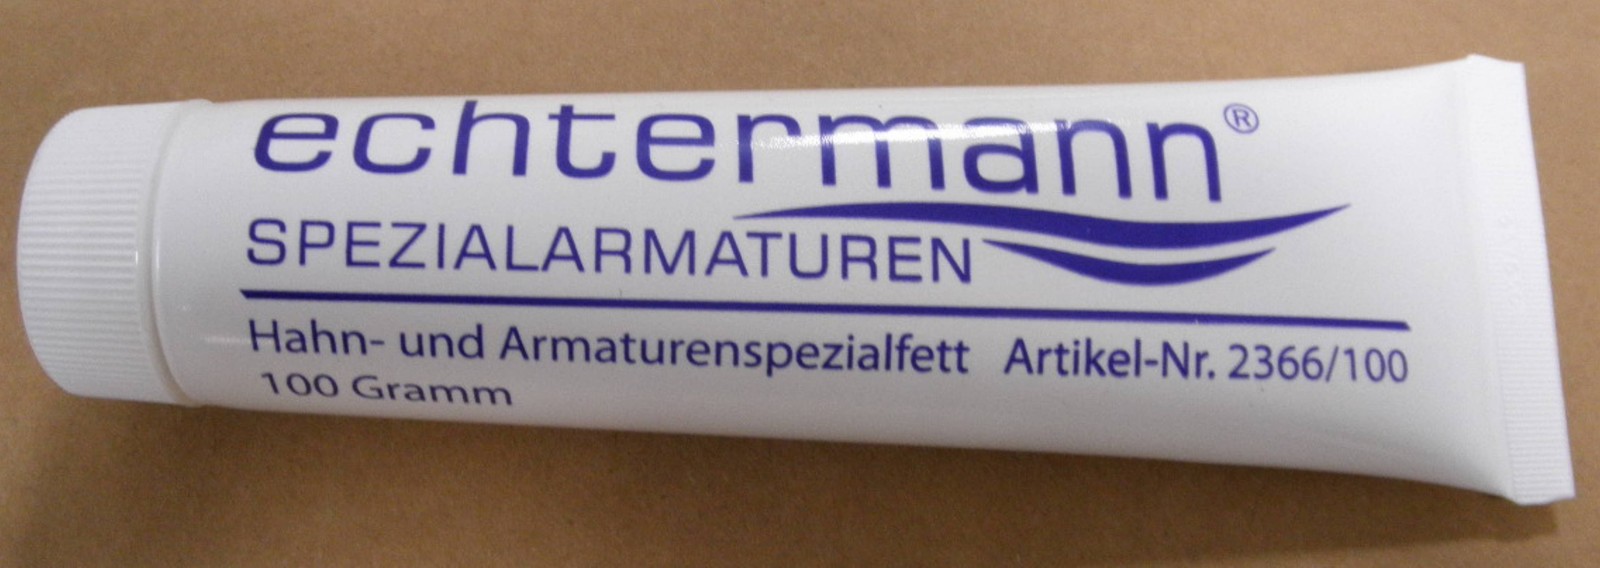 echtermann®
SPEZIALARMATUREN
Hahn- und Armaturenspezialfett Artikel-Nr. 2366/100
100 Gramm